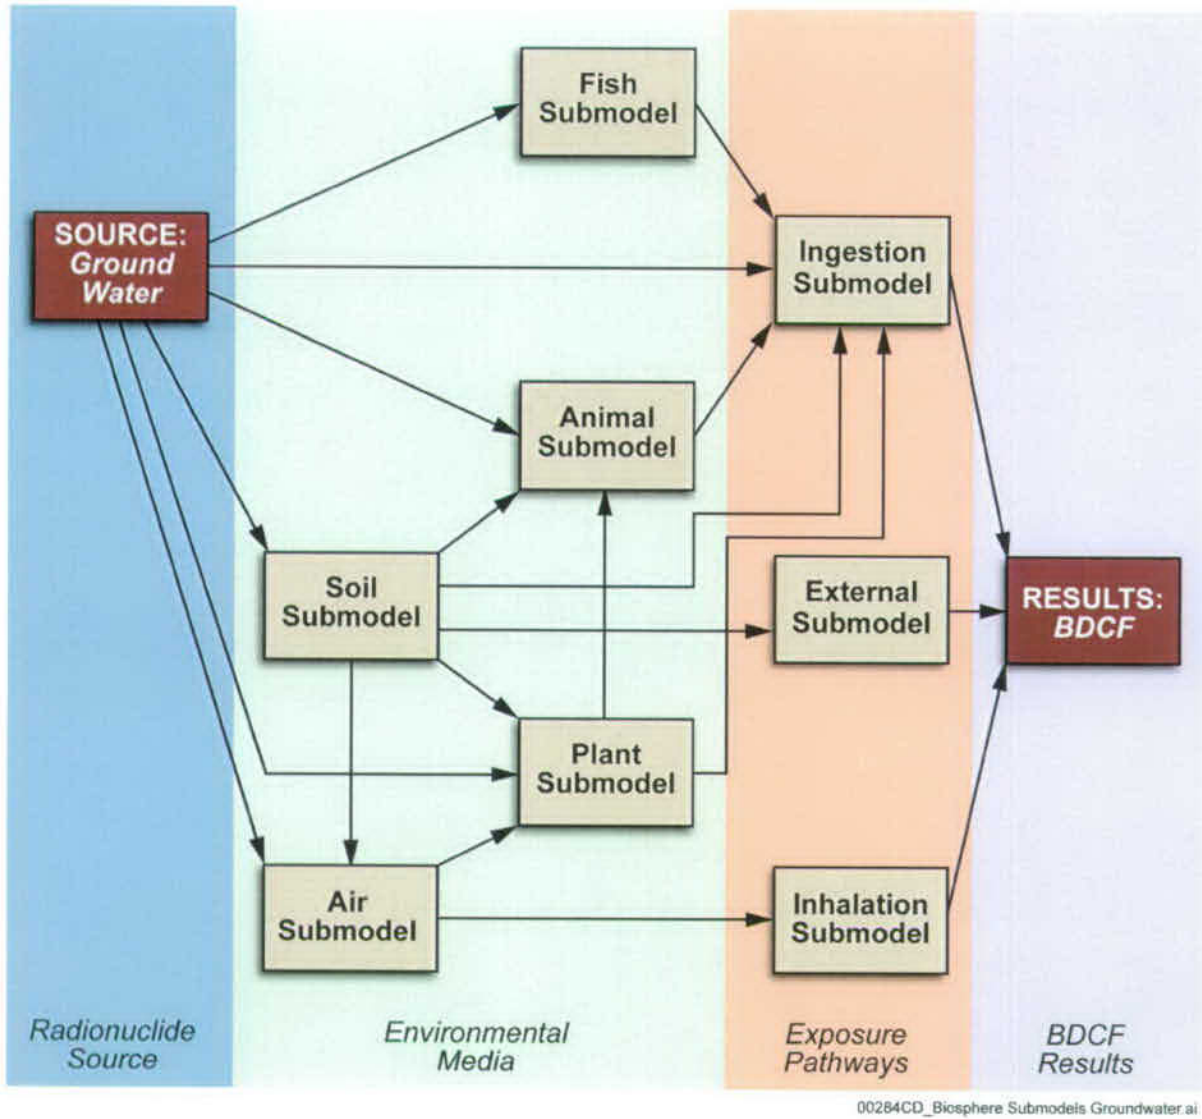 Fish
Submodel
SOURCE:
Ground
Water
Ingestion
Submodel
Animal
Submodel
Soil
Submodel
External
Submodel
RESULTS:
BDCF
Plant
Submodel
Air
Submodel
Inhalation
Submodel
Radionuclide
Source
Environmental
Media
Exposure
Pathways
BDCF
Results
00284CD_Biosphere Submodels Groundwater.ai